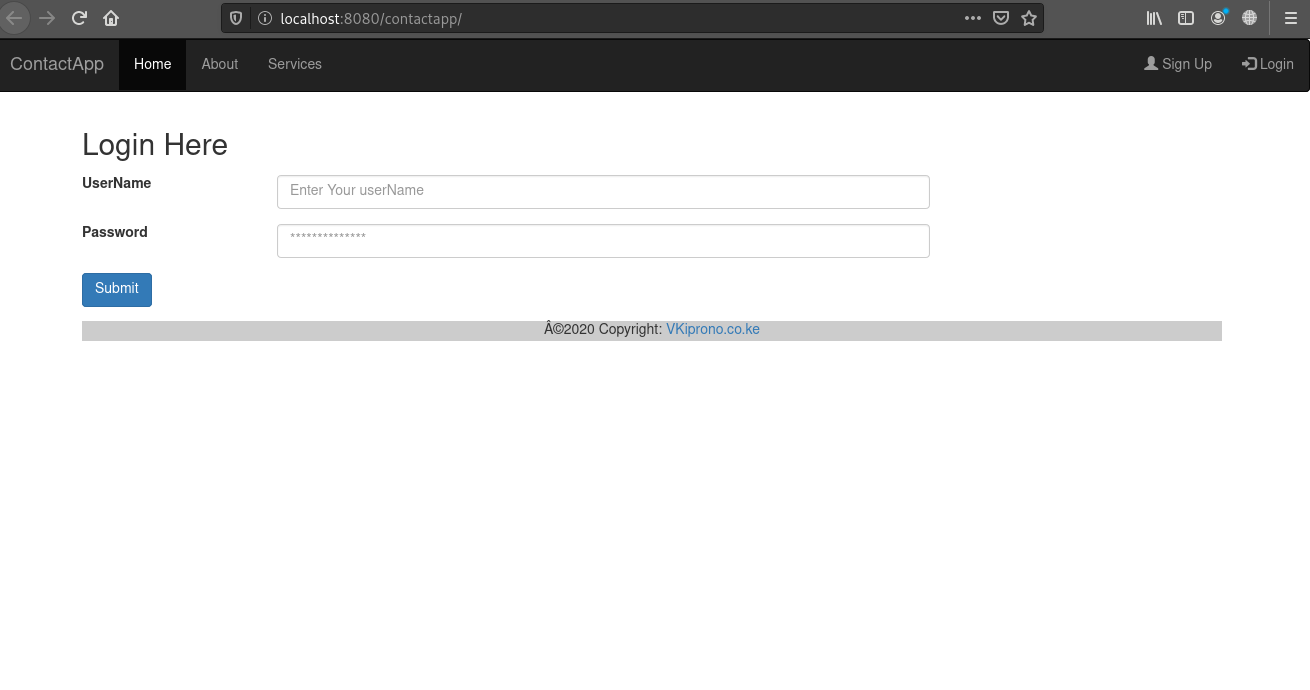 localhost:8080/contactapp/
ContactApp Home About Services Sign Up Login
Login Here
UserName Enter Your userName
Password **************
Submit
Â©2020 Copyright: VKiprono.co.ke